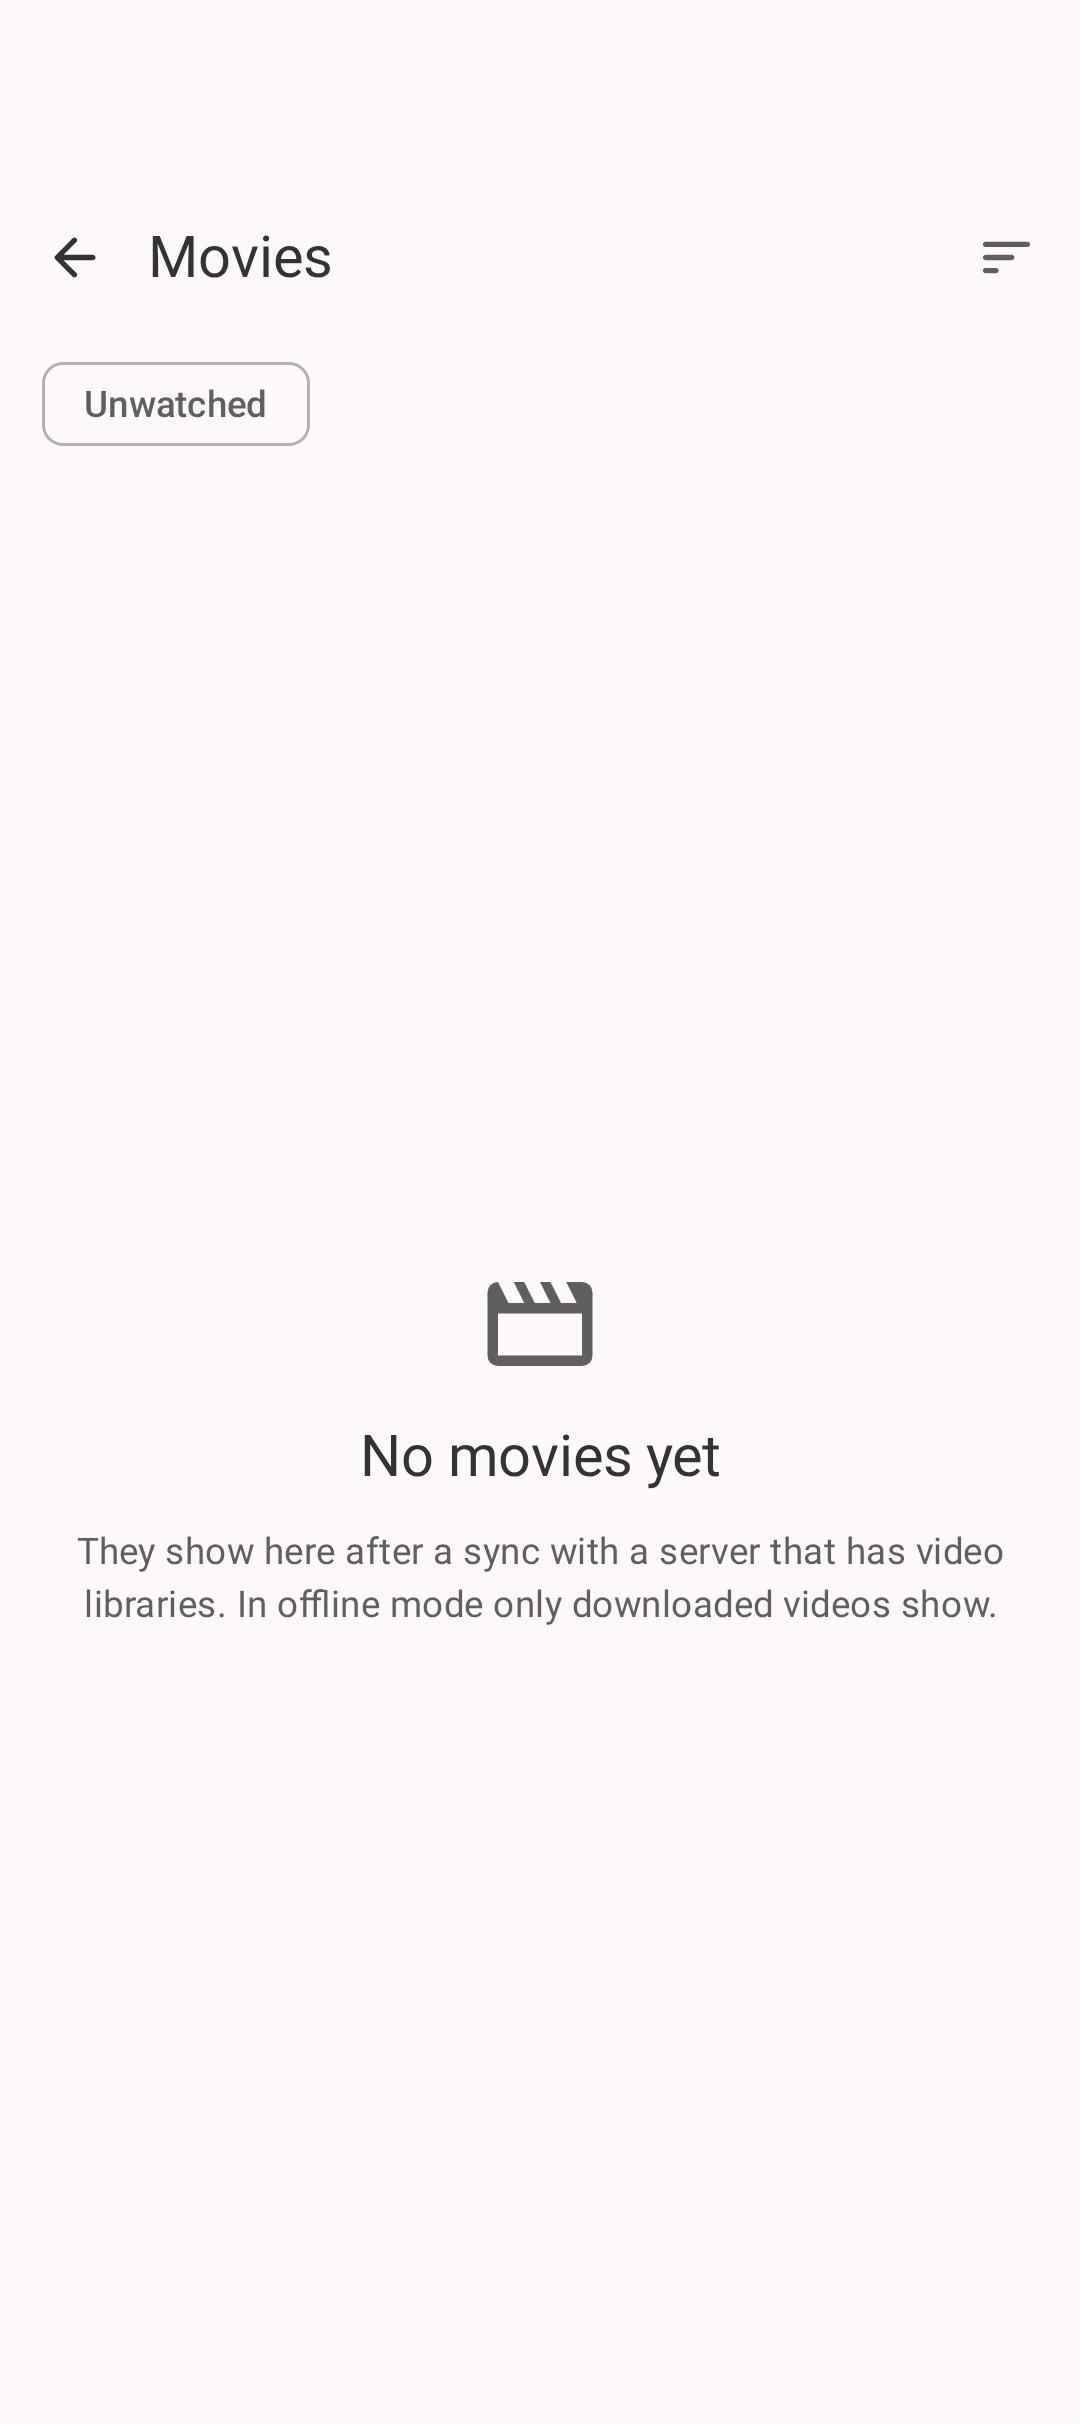 Movies
Unwatched
No movies yet
They show here after a sync with a server that has video
libraries. In offline mode only downloaded videos show.